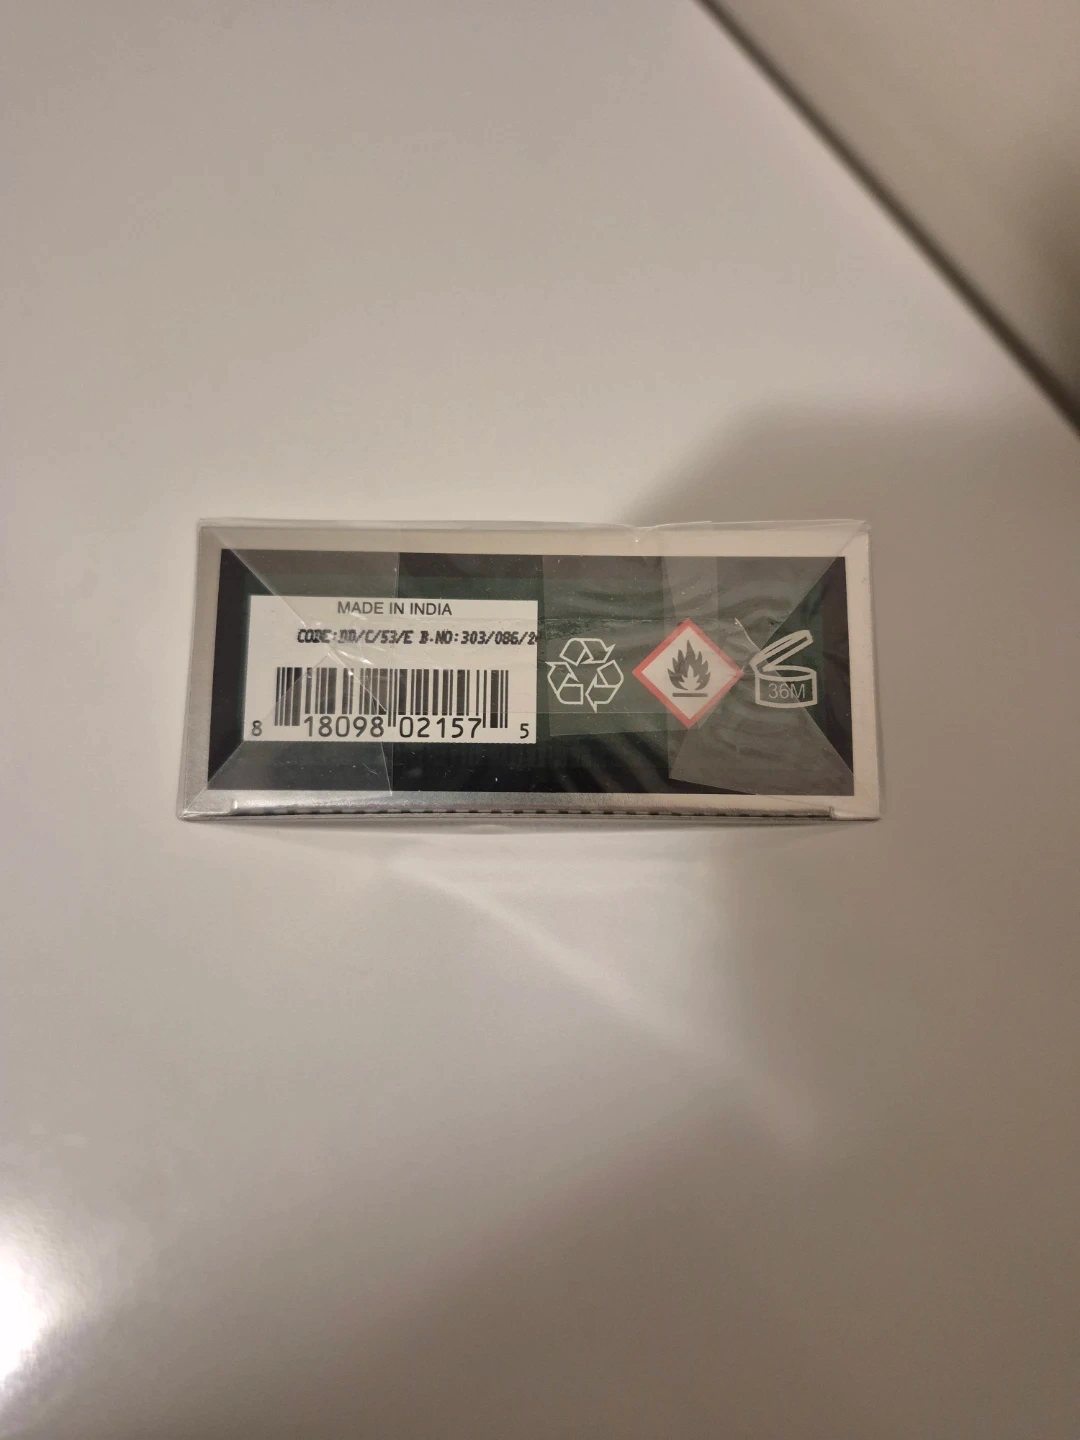 MADE IN INDIA
CODE:DD/C/53/E B.NO:303/086/2
8 18098 02157 5
36M